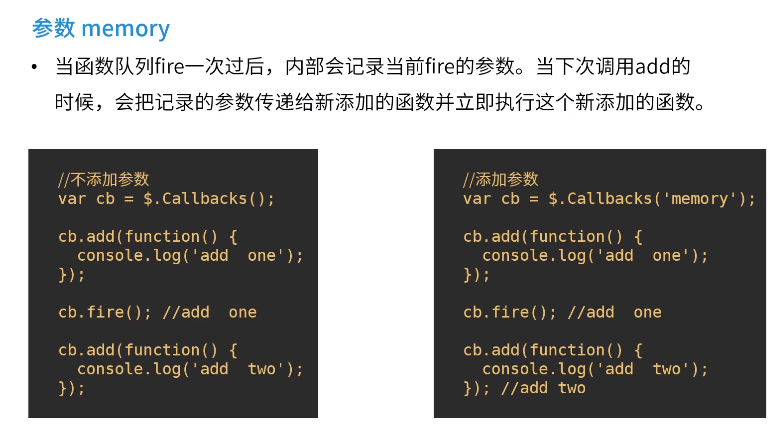 参数 memory
• 当函数队列fire一次过后，内部会记录当前fire的参数。当下次调用add的
时候，会把记录的参数传递给新添加的函数并立即执行这个新添加的函数。
//不添加参数
var cb = $.Callbacks();
cb.add(function() {
  console.log('add  one');
});
cb.fire(); //add  one
cb.add(function() {
  console.log('add  two');
});
//添加参数
var cb = $.Callbacks('memory');
cb.add(function() {
  console.log('add  one');
});
cb.fire(); //add  one
cb.add(function() {
  console.log('add  two');
}); //add two